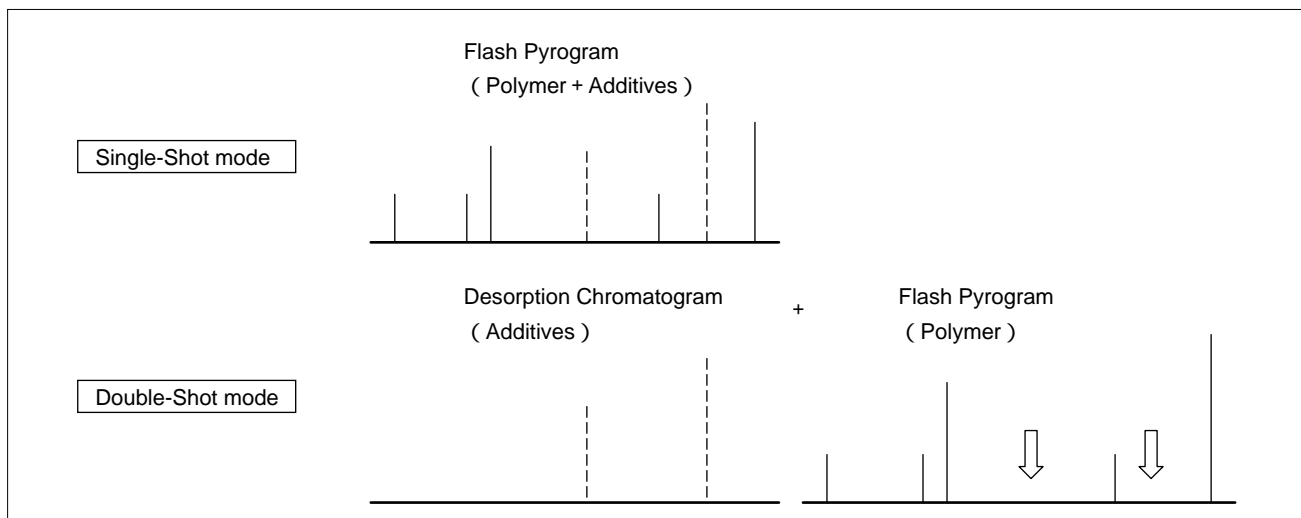 Flash Pyrogram
( Polymer + Additives )
Single-Shot mode
Desorption Chromatogram
( Additives )
+
Flash Pyrogram
( Polymer )
Double-Shot mode